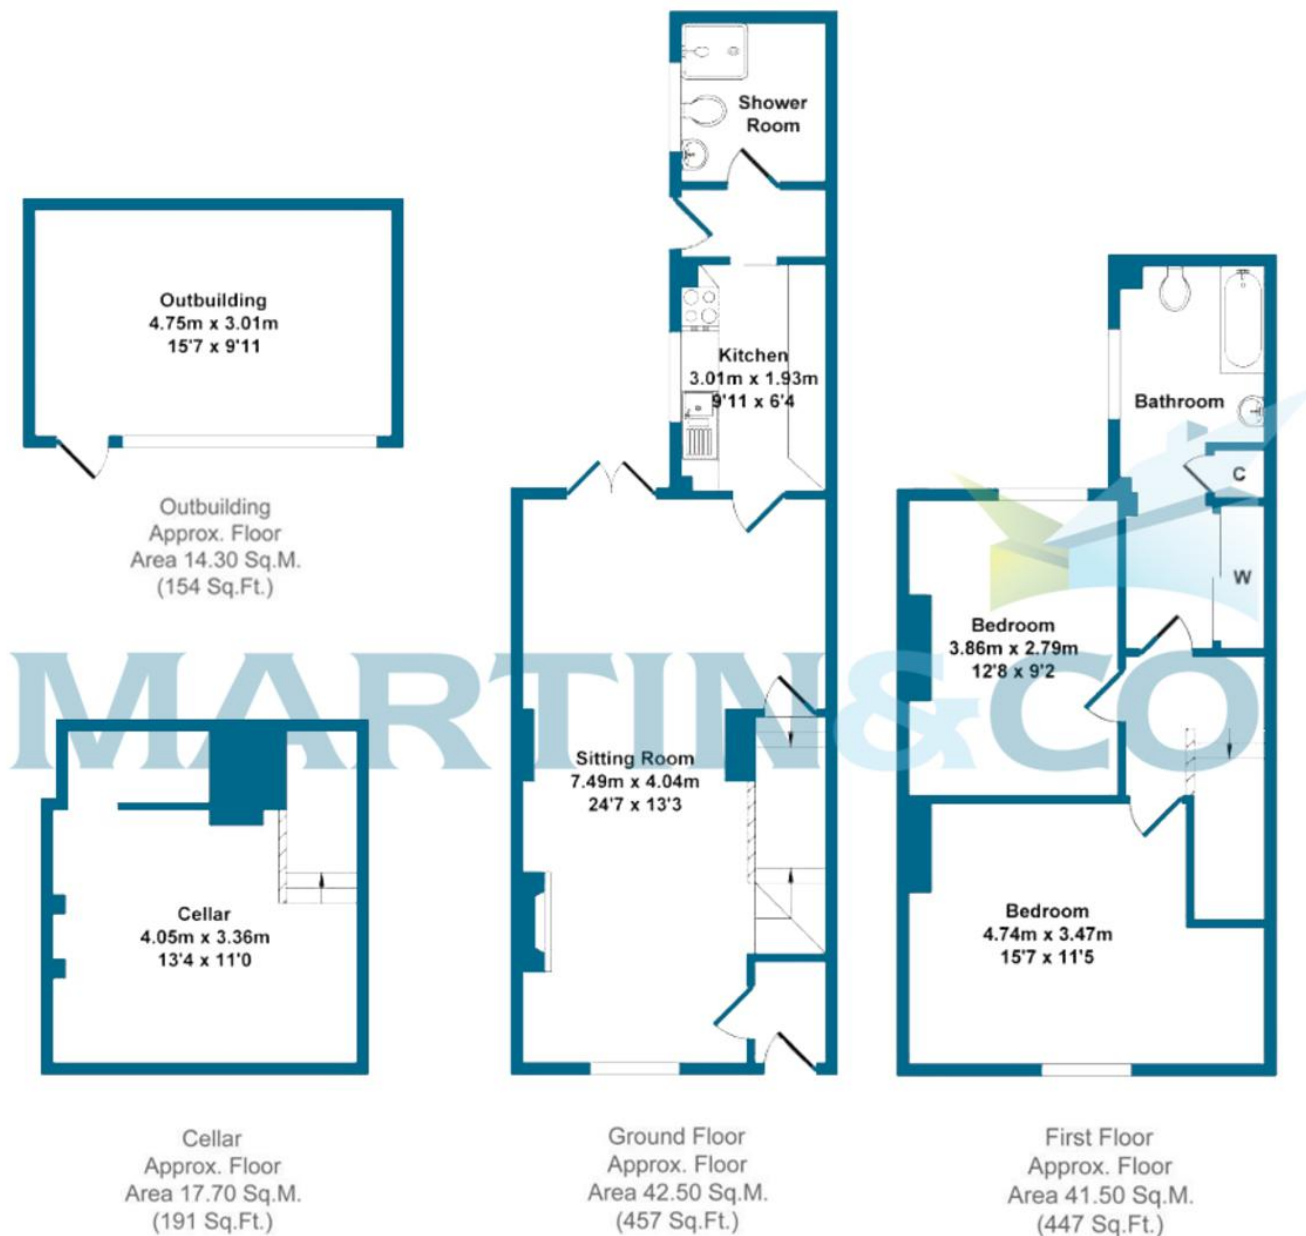 Shower
Room
Outbuilding
4.75m x 3.01m
15'7 x 9'11
Kitchen
3.01m x 1.93m
9'11 x 6'4
Bathroom
C
W
Outbuilding
Approx. Floor
Area 14.30 Sq.M.
(154 Sq.Ft.)
Bedroom
3.86m x 2.79m
12'8 x 9'2
MARTIN&CO
Sitting Room
7.49m x 4.04m
24'7 x 13'3
Cellar
4.05m x 3.36m
13'4 x 11'0
Bedroom
4.74m x 3.47m
15'7 x 11'5
Cellar
Approx. Floor
Area 17.70 Sq.M.
(191 Sq.Ft.)
Ground Floor
Approx. Floor
Area 42.50 Sq.M.
(457 Sq.Ft.)
First Floor
Approx. Floor
Area 41.50 Sq.M.
(447 Sq.Ft.)